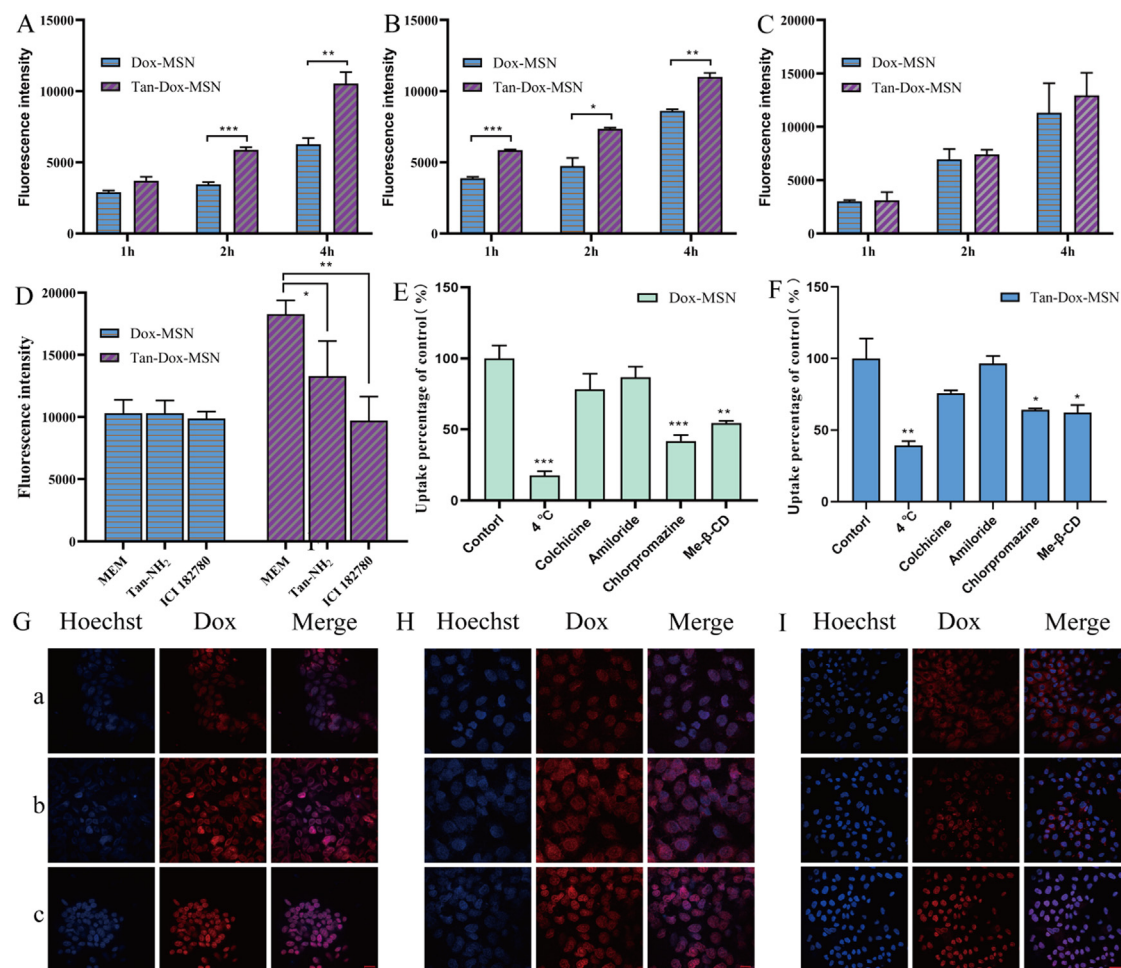 A
Fluorescence intensity
15000
10000
5000
0
Dox-MSN
Tan-Dox-MSN
***
**
1h
2h
4h
B
Fluorescence intensity
15000
10000
5000
0
Dox-MSN
Tan-Dox-MSN
***
*
**
1h
2h
4h
C
Fluorescence intensity
20000
15000
10000
5000
0
Dox-MSN
Tan-Dox-MSN
1h
2h
4h
D
Fluorescence intensity
20000
15000
10000
5000
0
Dox-MSN
Tan-Dox-MSN
**
*
MEM
Tan-NH₂
ICI 182780
MEM
Tan-NH₂
ICI 182780
E
Uptake percentage of control( %)
150
100
50
0
Dox-MSN
***
***
**
Contorl
4 ℃
Colchicine
Amiloride
Chlorpromazine
Me-β-CD
F
Uptake percentage of control( %)
150
100
50
0
Tan-Dox-MSN
**
*
*
Contorl
4 ℃
Colchicine
Amiloride
Chlorpromazine
Me-β-CD
G
Hoechst Dox Merge
H
Hoechst Dox Merge
I
Hoechst Dox Merge
a
b
c